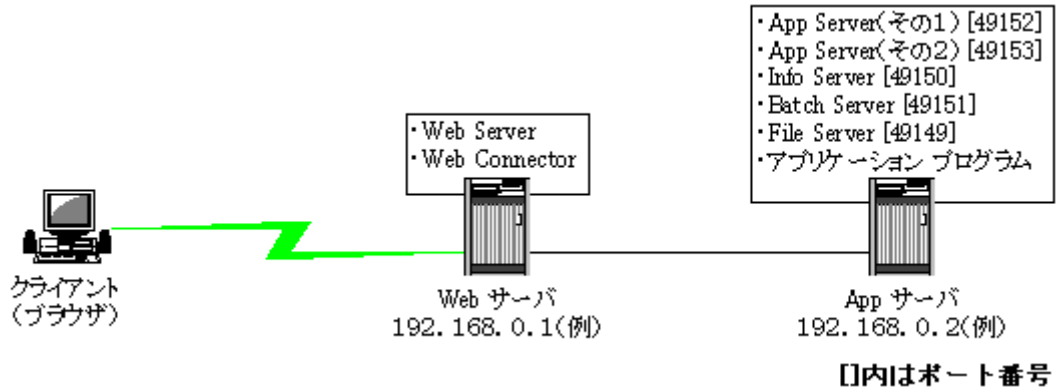 ・App Server(その1) [49152]
・App Server(その2) [49153]
・Info Server [49150]
・Batch Server [49151]
・File Server [49149]
・アプリケーション プログラム
・Web Server
・Web Connector
クライアント
(ブラウザ)
Web サーバ
192.168.0.1(例)
App サーバ
192.168.0.2(例)
[]内はポート番号